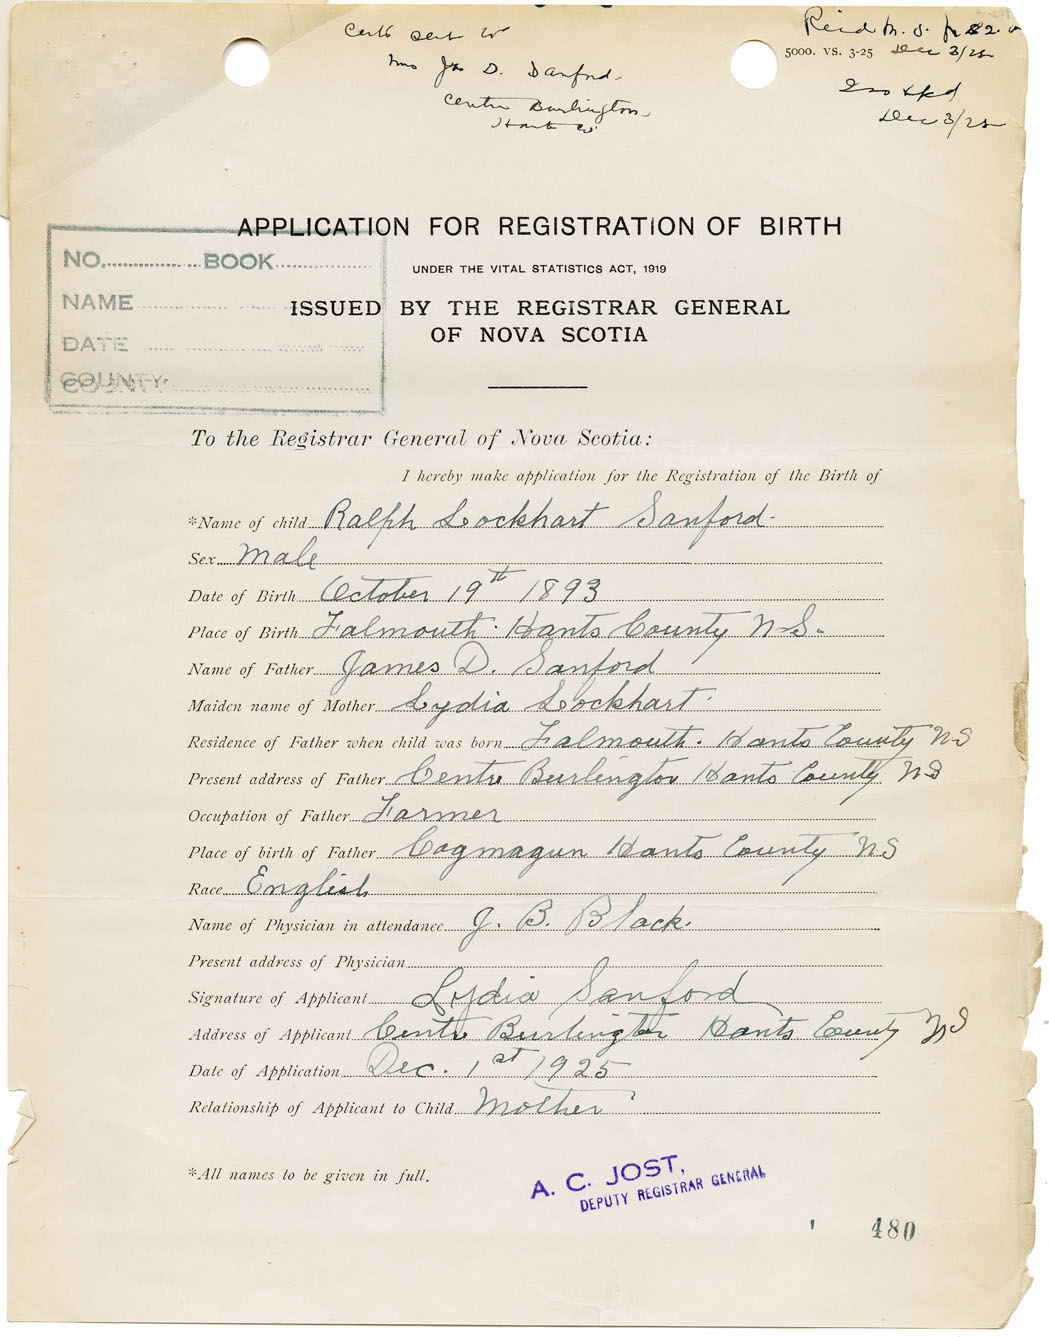 Certf sent to
Mrs Jas D. Sanford
Centre Burlington
Hants Co.
Recd M.O. for $2.00
5000. VS. 3-25 Dec 3/25
Dec 3/25
APPLICATION FOR REGISTRATION OF BIRTH
UNDER THE VITAL STATISTICS ACT, 1919
ISSUED BY THE REGISTRAR GENERAL
OF NOVA SCOTIA
NO. BOOK
NAME
DATE
COUNTY
To the Registrar General of Nova Scotia:
I hereby make application for the Registration of the Birth of
*Name of child Ralph Lockhart Sanford
Sex Male
Date of Birth October 19th 1893
Place of Birth Falmouth Hants County N.S.
Name of Father James D. Sanford
Maiden name of Mother Lydia Lockhart
Residence of Father when child was born Falmouth. Hants County NS
Present address of Father Centre Burlington Hants County NS
Occupation of Father Farmer
Place of birth of Father Cogmagun Hants County NS
Race English
Name of Physician in attendance J. B. Black.
Present address of Physician
Signature of Applicant Lydia Sanford
Address of Applicant Centre Burlington Hants County NS
Date of Application Dec. 1st 1925
Relationship of Applicant to Child Mother
*All names to be given in full.
A. C. JOST,
DEPUTY REGISTRAR GENERAL
480